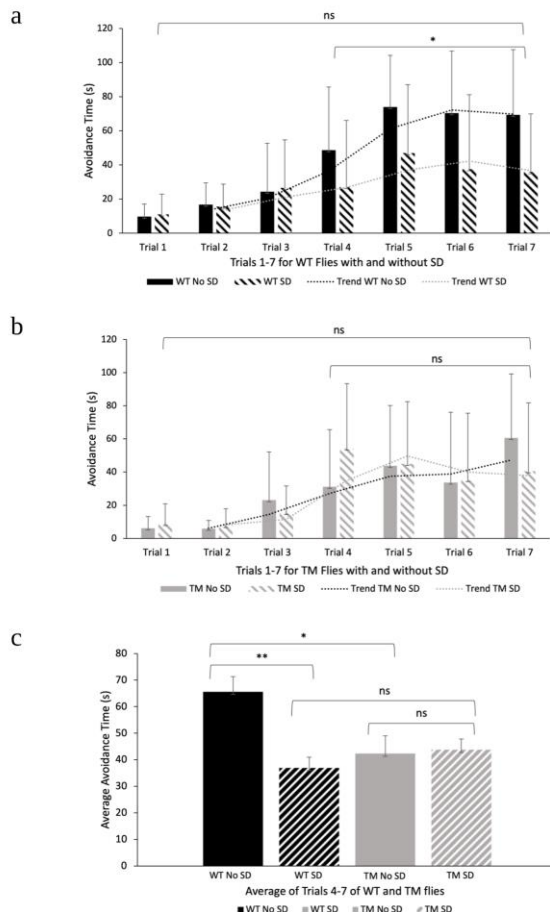 a
ns
*
120
100
80
60
40
20
0
Avoidance Time (s)
Trial 1 Trial 2 Trial 3 Trial 4 Trial 5 Trial 6 Trial 7
Trials 1-7 for WT Flies with and without SD
WT No SD WT SD Trend WT No SD Trend WT SD
b
ns
ns
120
100
80
60
40
20
0
Avoidance Time (s)
Trial 1 Trial 2 Trial 3 Trial 4 Trial 5 Trial 6 Trial 7
Trials 1-7 for TM Flies with and without SD
TM No SD TM SD Trend TM No SD Trend TM SD
c
*
**
ns
ns
80
70
60
50
40
30
20
10
0
Average Avoidance Time (s)
WT No SD WT SD TM No SD TM SD
Average of Trials 4-7 of WT and TM flies
WT No SD WT SD TM No SD TM SD